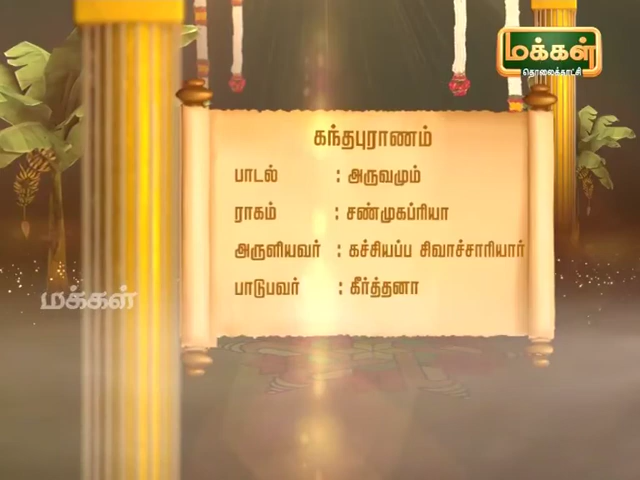 மக்கள்
தொலைக்காட்சி
கந்தபுராணம்
பாடல் : அருவமும்
ராகம் : சண்முகப்ரியா
அருளியவர் : கச்சியப்ப சிவாச்சாரியார்
பாடுபவர் : கீர்த்தனா
மக்கள்